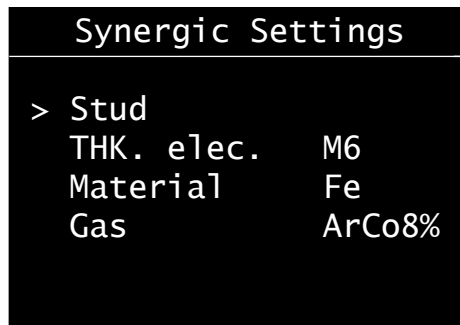 Synergic Settings
> Stud
THK. elec. M6
Material Fe
Gas ArCo8%